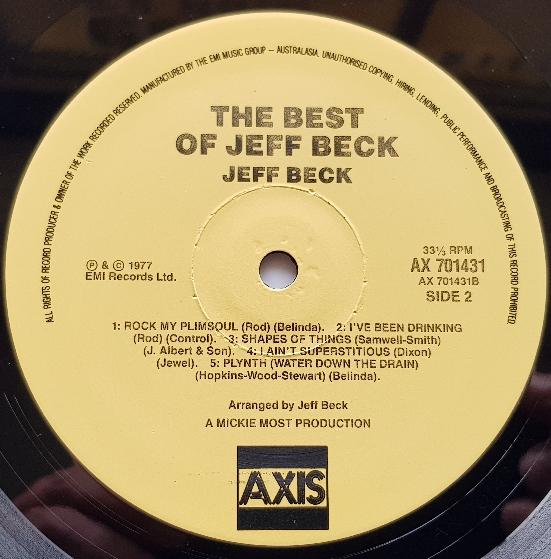 ALL RIGHTS OF RECORD PRODUCER & OWNER OF THE WORK RECORDED RESERVED. MANUFACTURED BY THE EMI MUSIC GROUP – AUSTRALASIA. UNAUTHORISED COPYING, HIRING, LENDING, PUBLIC PERFORMANCE AND BROADCASTING OF THIS RECORD PROHIBITED
THE BEST
OF JEFF BECK
JEFF BECK
℗ & © 1977
EMI Records Ltd.
33⅓ RPM
AX 701431
AX 701431B
SIDE 2
1: ROCK MY PLIMSOUL (Rod) (Belinda). 2: I'VE BEEN DRINKING
(Rod) (Control). 3: SHAPES OF THINGS (Samwell-Smith)
(J. Albert & Son). 4: I AIN'T SUPERSTITIOUS (Dixon)
(Jewel). 5: PLYNTH (WATER DOWN THE DRAIN)
(Hopkins-Wood-Stewart) (Belinda).
Arranged by Jeff Beck
A MICKIE MOST PRODUCTION
AXIS